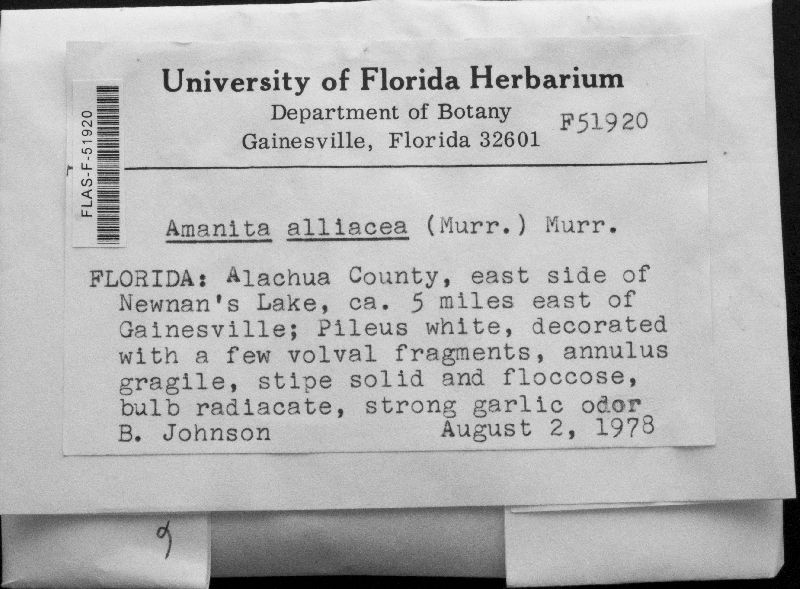 University of Florida Herbarium
Department of Botany
Gainesville, Florida 32601
F51920
FLAS-F-51920
Amanita alliacea (Murr.) Murr.
FLORIDA: Alachua County, east side of
Newnan's Lake, ca. 5 miles east of
Gainesville; Pileus white, decorated
with a few volval fragments, annulus
gragile, stipe solid and floccose,
bulb radiacate, strong garlic odor
B. Johnson August 2, 1978